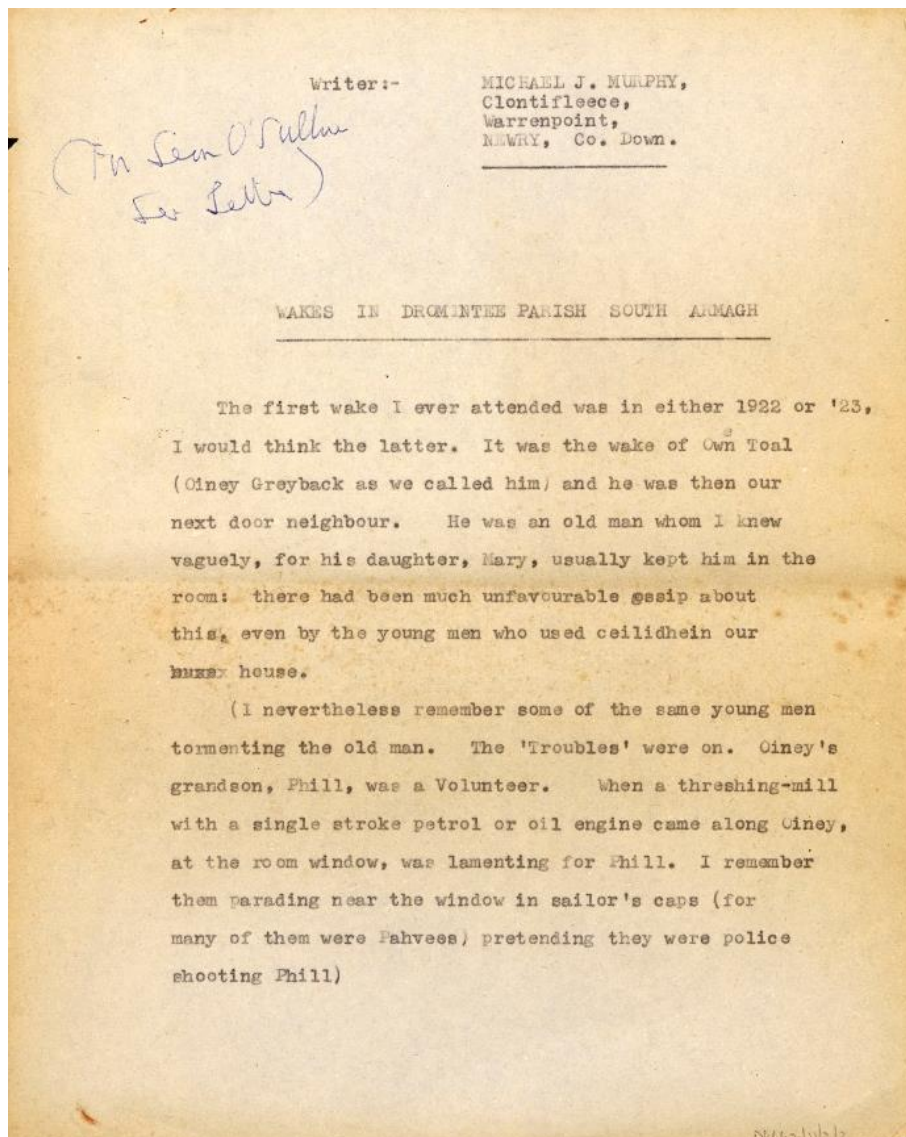 Writer:- MICHAEL J. MURPHY,
Clontifleece,
Warrenpoint,
NEWRY, Co. Down.
(For Sean O'Sullivan
See Letter)
WAKES IN DROMINTEE PARISH SOUTH ARMAGH
The first wake I ever attended was in either 1922 or '23,
I would think the latter. It was the wake of Owen Toal
(Oiney Greyback as we called him) and he was then our
next door neighbour. He was an old man whom I knew
vaguely, for his daughter, Mary, usually kept him in the
room: there had been much unfavourable gssip about
this, even by the young men who used ceilidhein our
house.
(I nevertheless remember some of the same young men
tormenting the old man. The 'Troubles' were on. Oiney's
grandson, Phill, was a Volunteer. When a threshing-mill
with a single stroke petrol or oil engine came along Oiney,
at the room window, was lamenting for Phill. I remember
them parading near the window in sailor's caps (for
many of them were Pahvees) pretending they were police
shooting Phill)